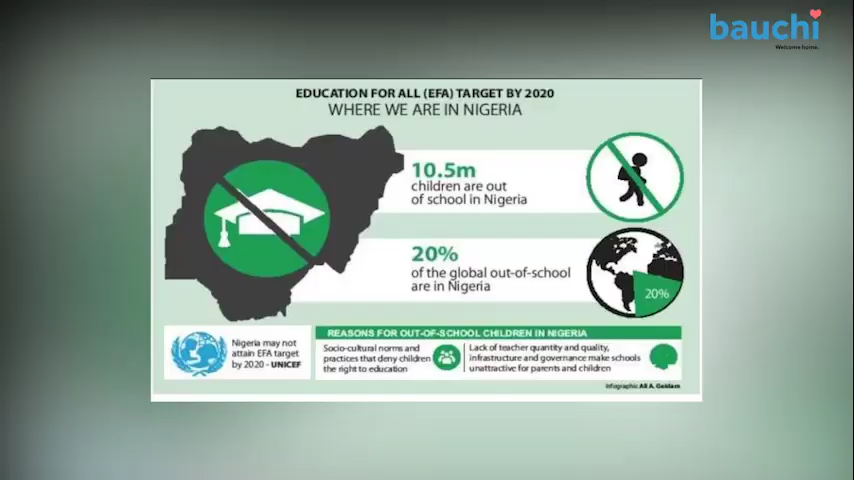 bauchi
Welcome home.
EDUCATION FOR ALL (EFA) TARGET BY 2020
WHERE WE ARE IN NIGERIA
10.5m
children are out
of school in Nigeria
20%
of the global out-of-school
are in Nigeria
20%
Nigeria may not
attain EFA target
by 2020 - UNICEF
REASONS FOR OUT-OF-SCHOOL CHILDREN IN NIGERIA
Socio-cultural norms and
practices that deny children
the right to education
Lack of teacher quantity and quality,
infrastructure and governance make schools
unattractive for parents and children
Infographic: Ali A. Geidam